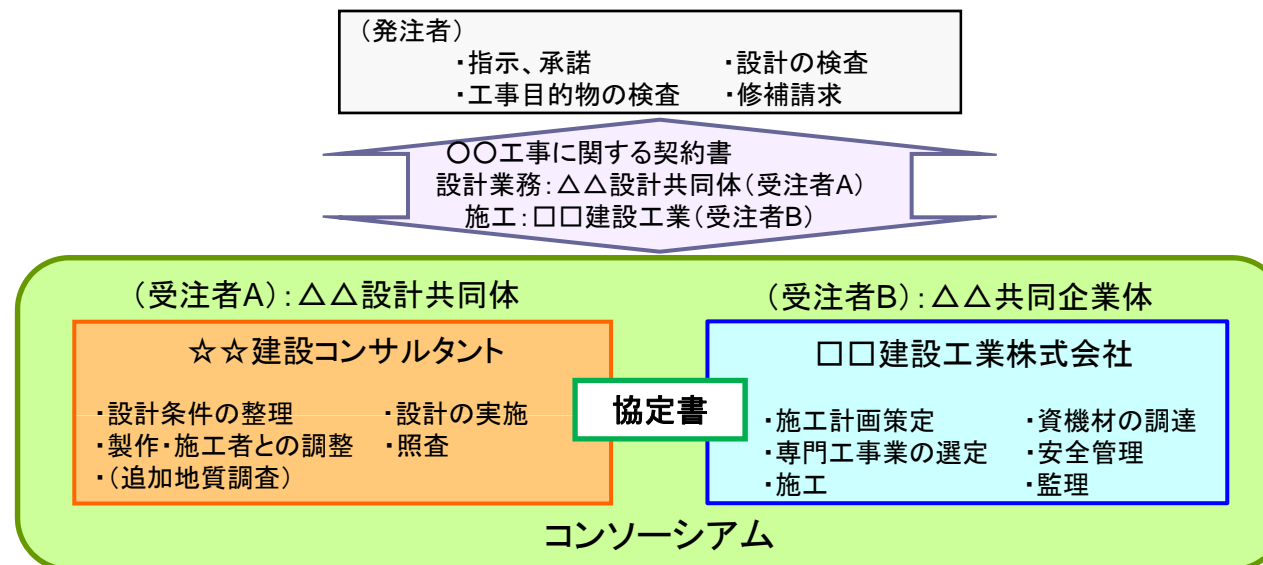 （発注者）
・指示、承諾　・設計の検査
・工事目的物の検査　・修補請求
〇〇工事に関する契約書
設計業務：△△設計共同体（受注者A）
施工：□□建設工業（受注者B）
（受注者A）：△△設計共同体
（受注者B）：△△共同企業体
☆☆建設コンサルタント
・設計条件の整理　・設計の実施
・製作・施工者との調整　・照査
・（追加地質調査）
協定書
□□建設工業株式会社
・施工計画策定　・資機材の調達
・専門工事業の選定　・安全管理
・施工　・監理
コンソーシアム